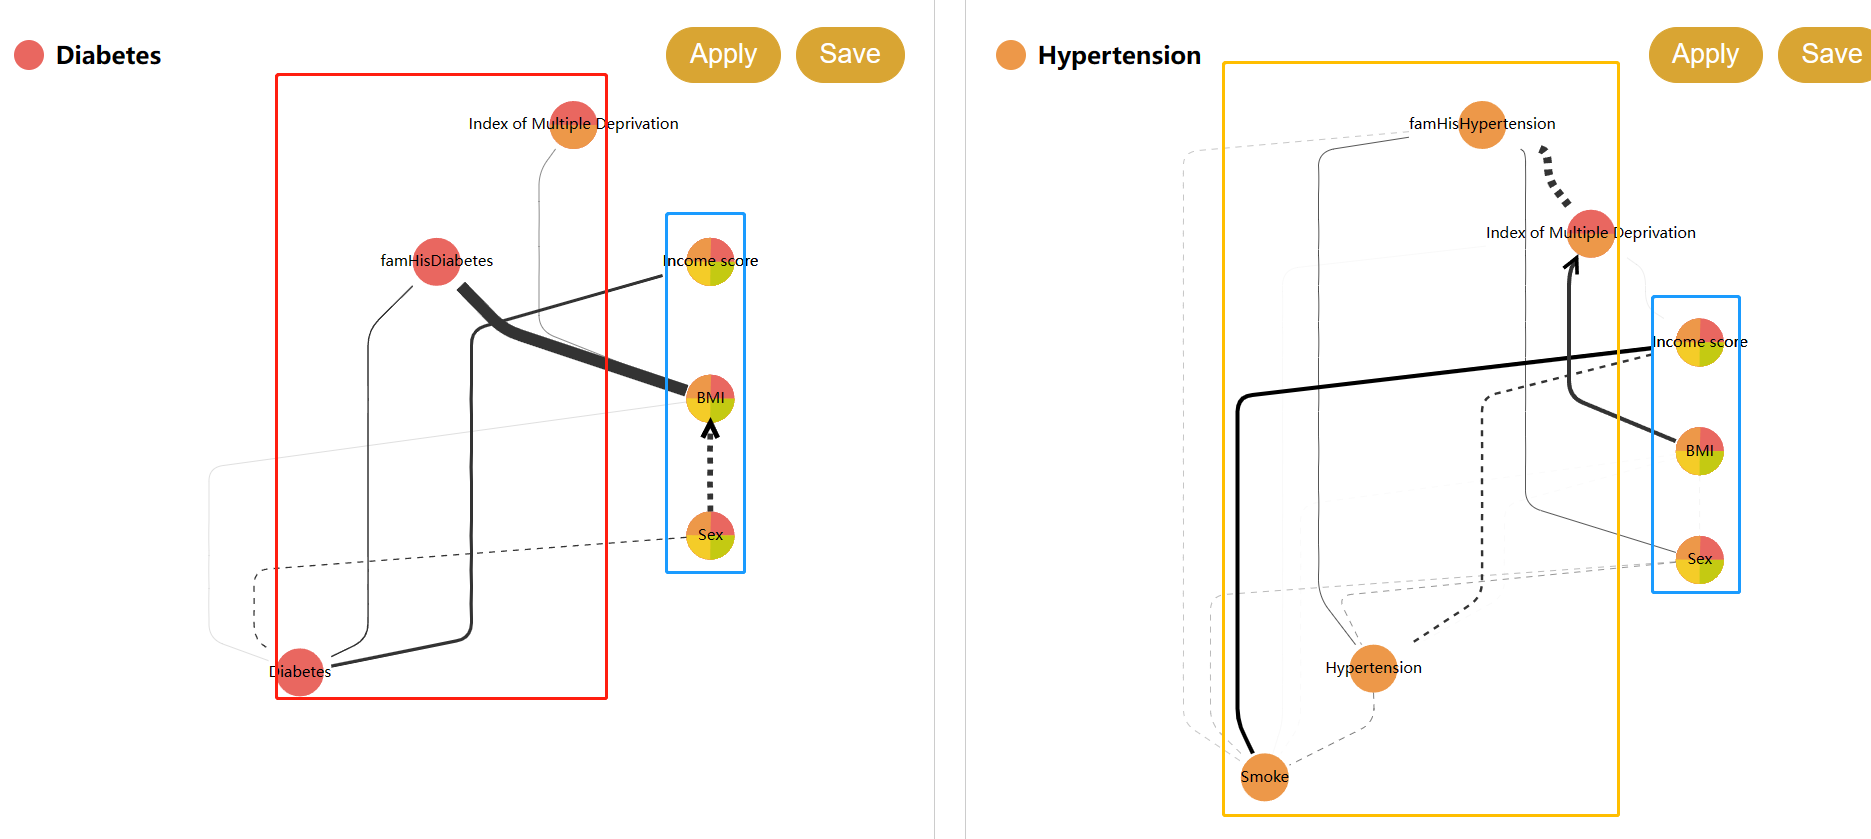 Diabetes
Apply
Save
Index of Multiple Deprivation
famHisDiabetes
Income score
BMI
Sex
Diabetes
Hypertension
Apply
Save
famHisHypertension
Index of Multiple Deprivation
Income score
BMI
Sex
Hypertension
Smoke